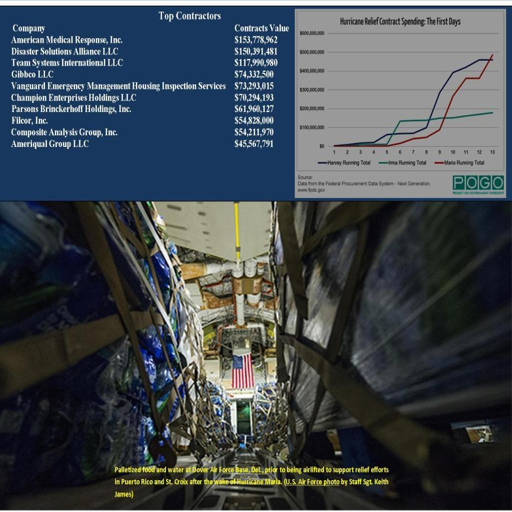 Top Contractors
Company Contracts Value
American Medical Response, Inc. $153,778,962
Disaster Solutions Alliance LLC $150,391,481
Team Systems International LLC $117,990,980
Gibbco LLC $74,332,500
Vanguard Emergency Management Housing Inspection Services $73,293,015
Champion Enterprises Holdings LLC $70,294,193
Parsons Brinckerhoff Holdings, Inc. $61,960,127
Filcor, Inc. $54,828,000
Composite Analysis Group, Inc. $54,211,970
Ameriqual Group LLC $45,567,791
Hurricane Relief Contract Spending: The First Days
$600,000,000
$500,000,000
$400,000,000
$300,000,000
$200,000,000
$100,000,000
$0
1 2 3 4 5 6 7 8 9 10 11 12 13
Harvey Running Total Irma Running Total Maria Running Total
Source:
Data from the Federal Procurement Data System - Next Generation,
www.fpds.gov
POGO
Palletized food and water at Dover Air Force Base, Del., prior to being airlifted to support relief efforts
in Puerto Rico and St. Croix after the wake of Hurricane Maria. (U.S. Air Force photo by Staff Sgt. Keith
James)